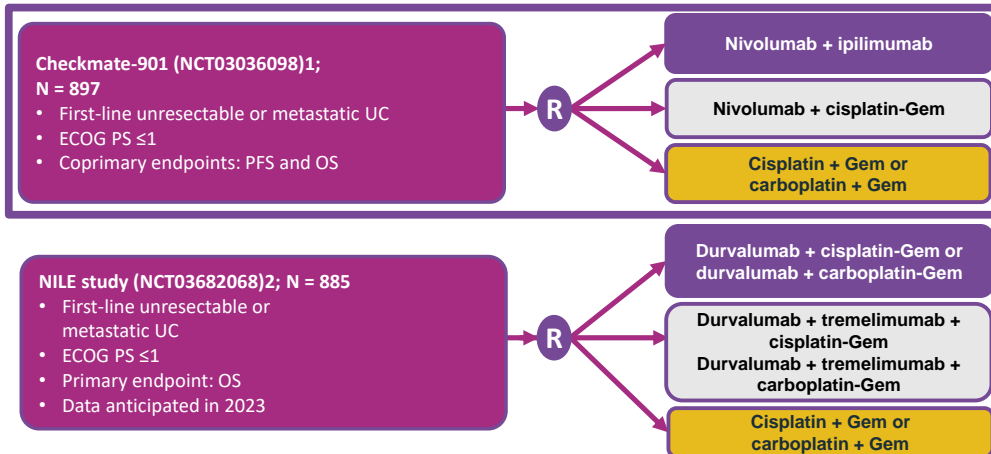 Checkmate-901 (NCT03036098)1;
N = 897
• First-line unresectable or metastatic UC
• ECOG PS ≤1
• Coprimary endpoints: PFS and OS
R
Nivolumab + ipilimumab
Nivolumab + cisplatin-Gem
Cisplatin + Gem or
carboplatin + Gem
NILE study (NCT03682068)2; N = 885
• First-line unresectable or
metastatic UC
• ECOG PS ≤1
• Primary endpoint: OS
• Data anticipated in 2023
R
Durvalumab + cisplatin-Gem or
durvalumab + carboplatin-Gem
Durvalumab + tremelimumab +
cisplatin-Gem
Durvalumab + tremelimumab +
carboplatin-Gem
Cisplatin + Gem or
carboplatin + Gem